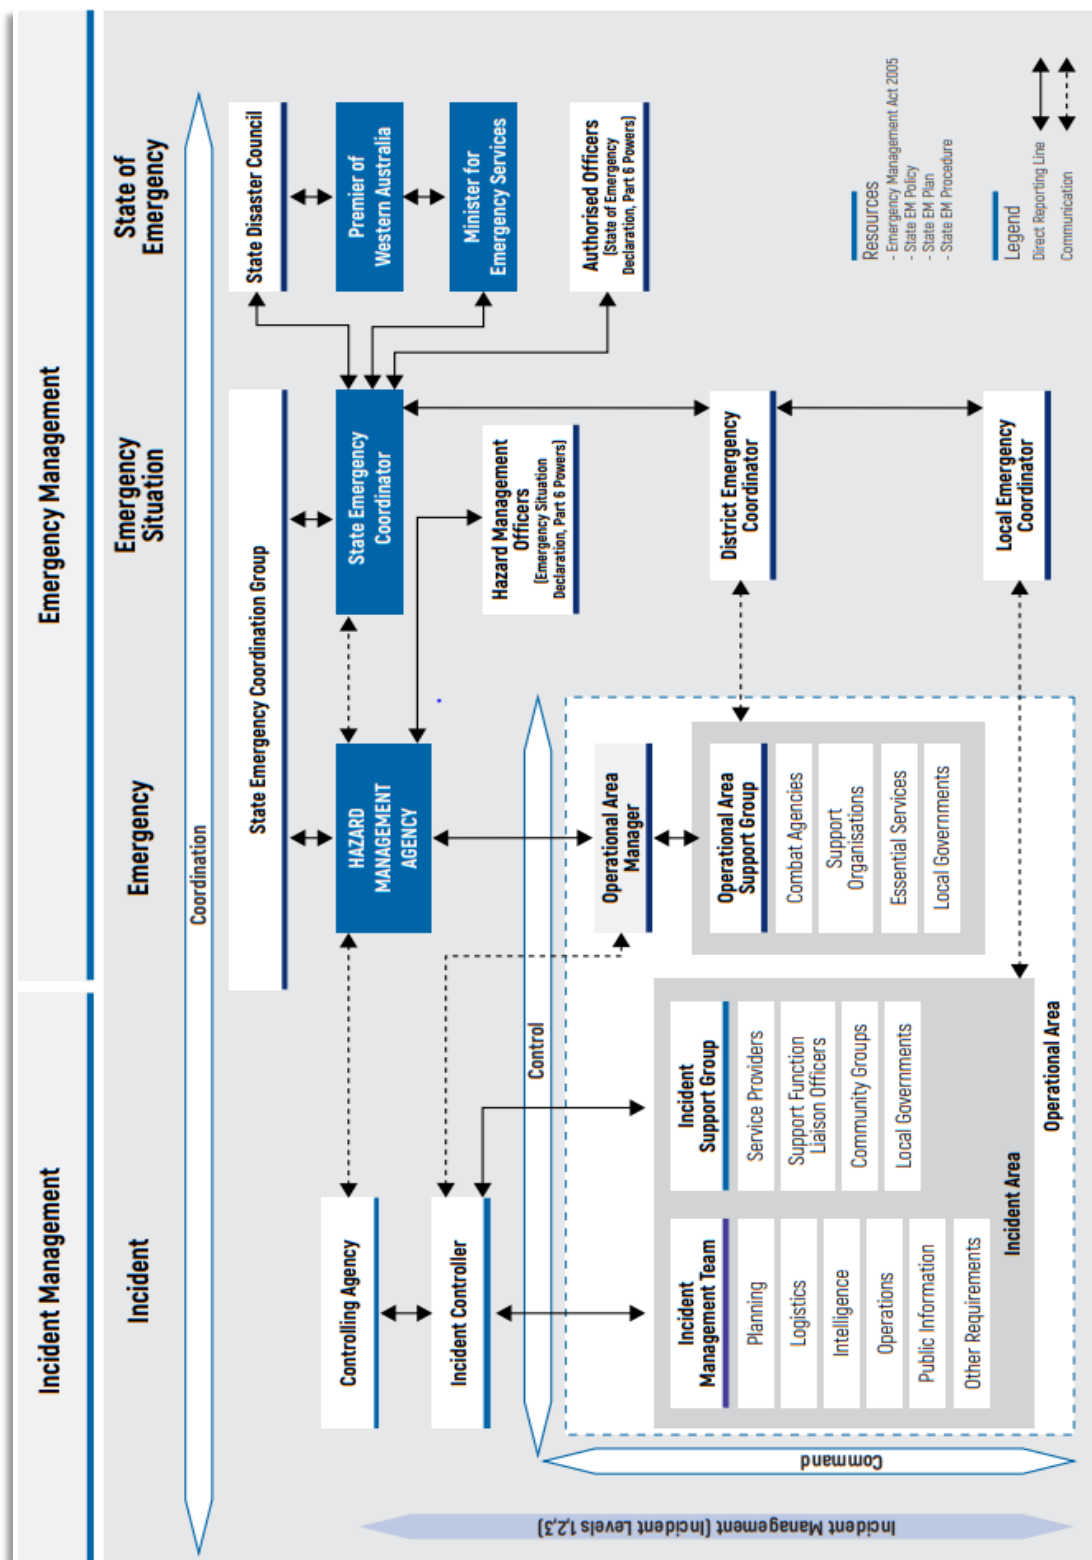 Incident Management
Emergency Management
Incident
Emergency
Emergency
Situation
State of
Emergency
Coordination
State Emergency Coordination Group
State Disaster Council
Controlling Agency
HAZARD
MANAGEMENT
AGENCY
State Emergency
Coordinator
Premier of
Western Australia
Incident Controller
Hazard Management
Officers
(Emergency Situation
Declaration, Part 6 Powers)
Minister for
Emergency Services
Authorised Officers
(State of Emergency
Declaration, Part 6 Powers)
Control
Operational Area
Manager
Incident
Management Team
Planning
Logistics
Intelligence
Operations
Public Information
Other Requirements
Incident
Support Group
Service Providers
Support Function
Liaison Officers
Community Groups
Local Governments
Incident Area
Operational Area
Support Group
Combat Agencies
Support
Organisations
Essential Services
Local Governments
Operational Area
District Emergency
Coordinator
Local Emergency
Coordinator
Command
Incident Management (Incident Levels 1,2,3)
Resources
- Emergency Management Act 2005
- State EM Policy
- State EM Plan
- State EM Procedure
Legend
Direct Reporting Line
Communication